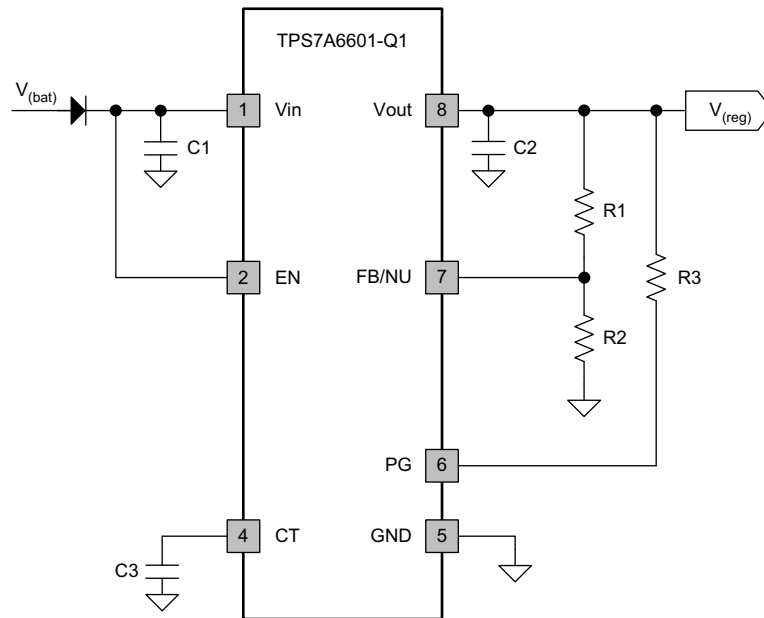 TPS7A6601-Q1
V(bat)
1
Vin
Vout
8
V(reg)
C1
C2
R1
2
EN
FB/NU
7
R3
R2
PG
6
4
CT
GND
5
C3